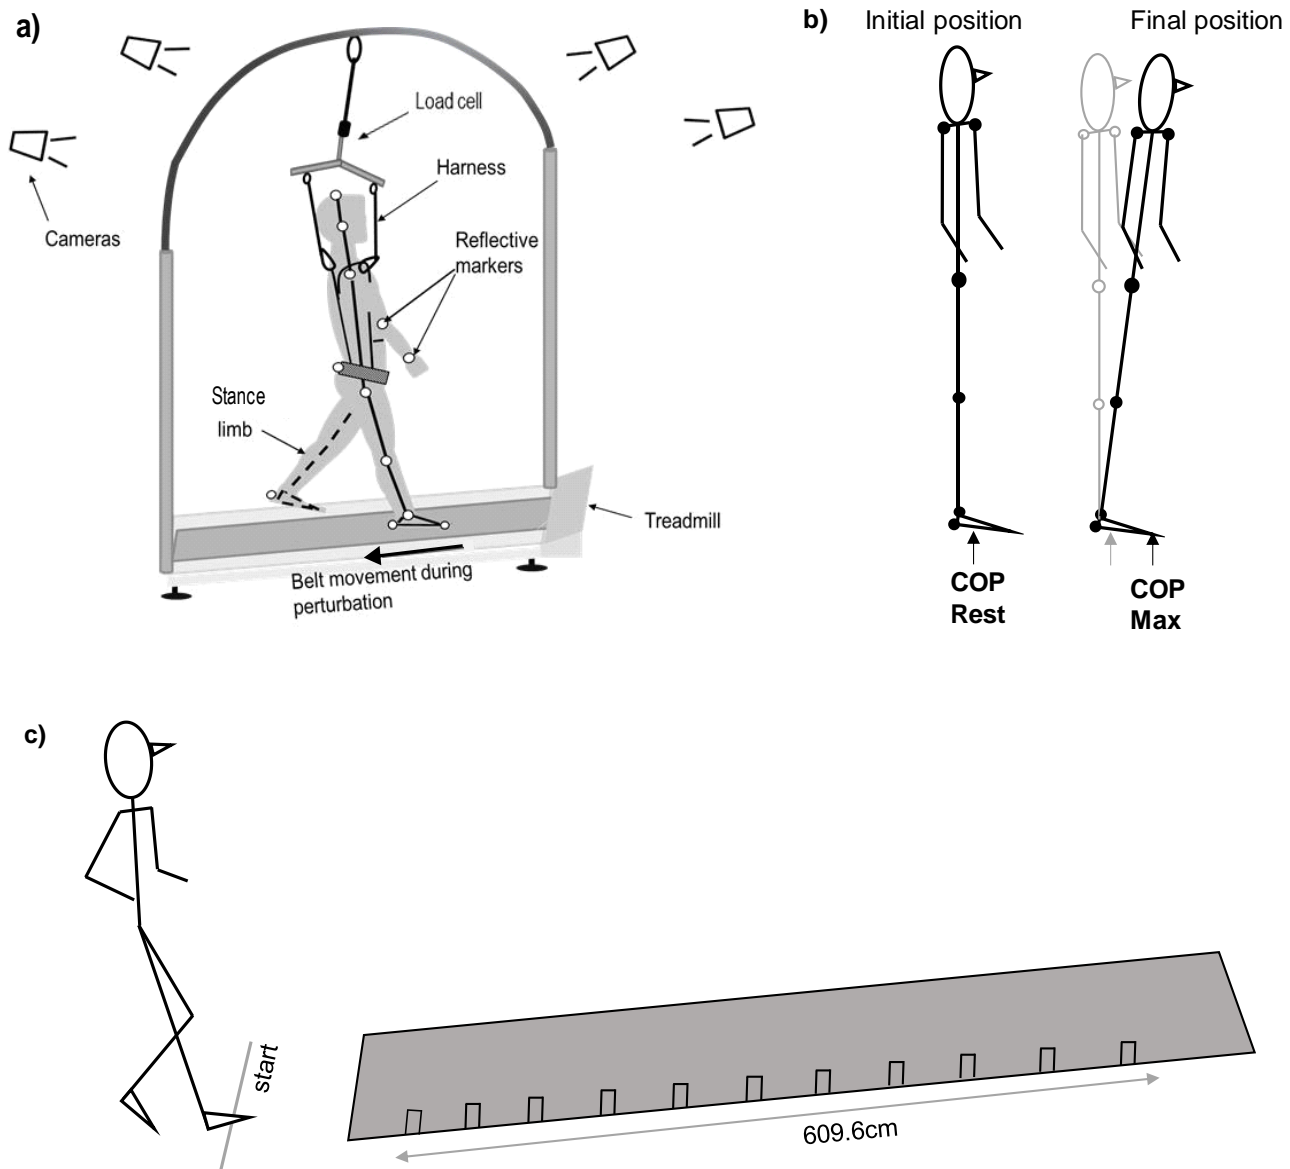 a)
Load cell
Harness
Cameras
Reflective
markers
Stance
limb
Treadmill
Belt movement during
perturbation
b)
Initial position
Final position
COP
Rest
COP
Max
c)
start
609.6cm